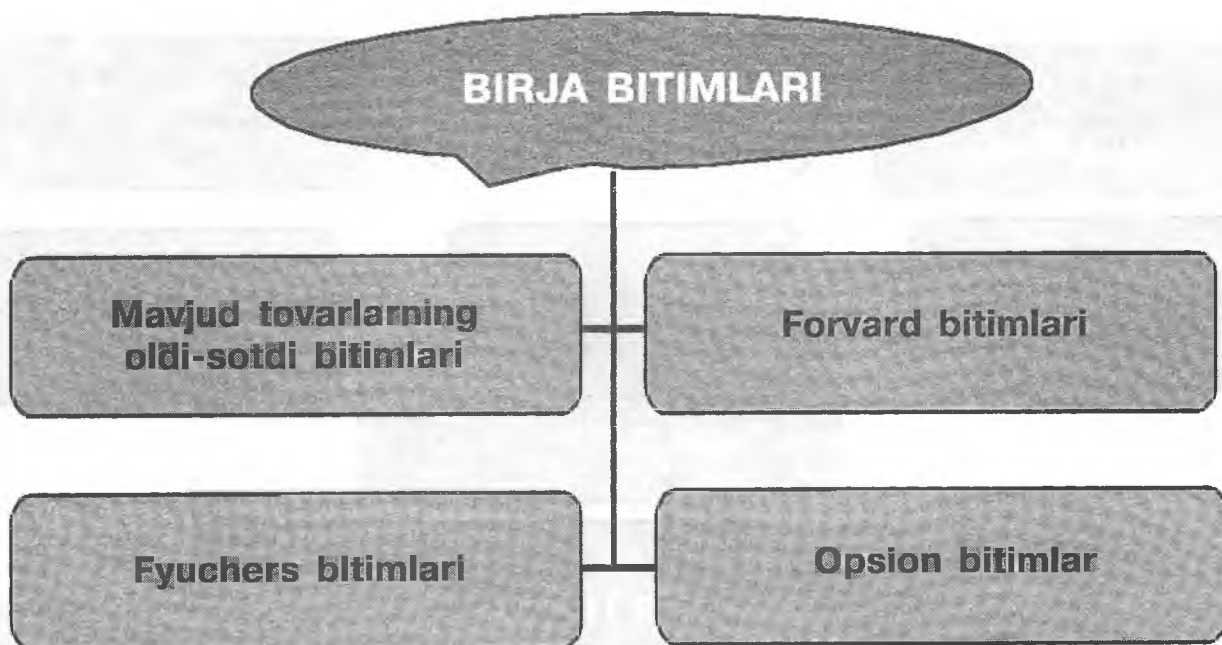 BIRJA BITIMLARI
Mavjud tovarlarning
oldi-sotdi bitimlari
Forvard bitimlari
Fyuchers bitimlari
Opsion bitimlar